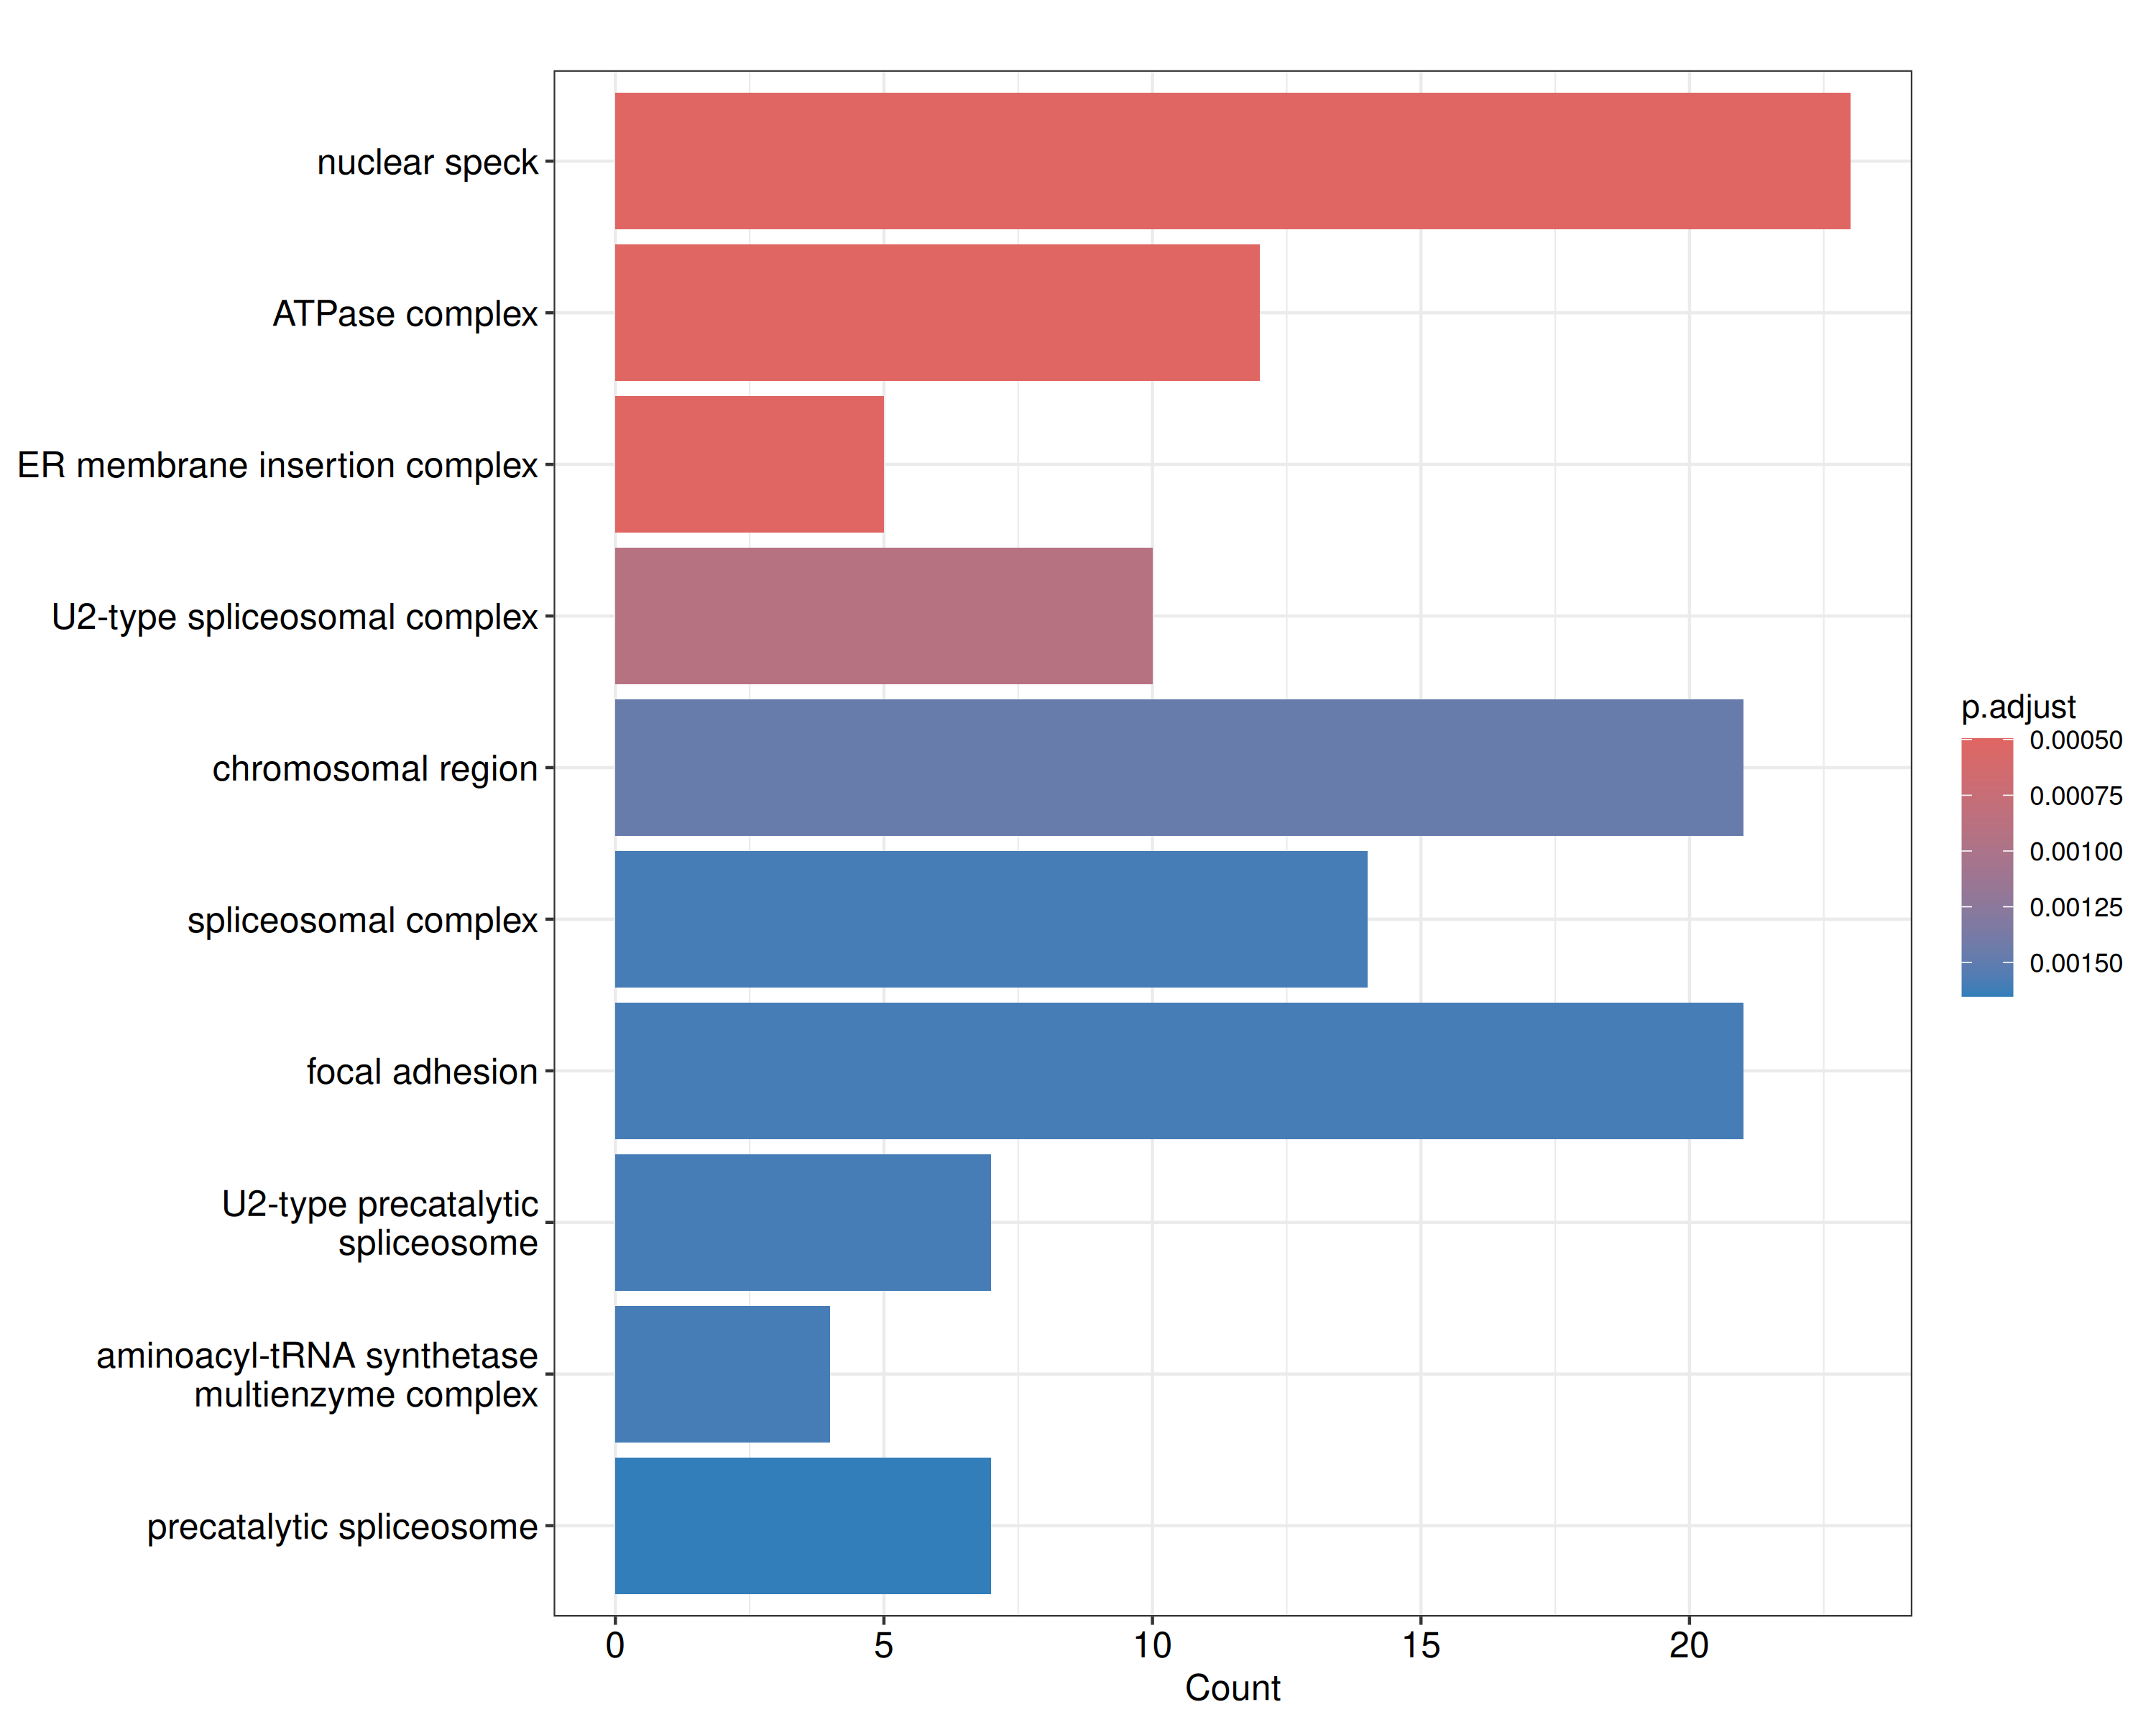 nuclear speck
ATPase complex
ER membrane insertion complex
U2-type spliceosomal complex
chromosomal region
spliceosomal complex
focal adhesion
U2-type precatalytic
spliceosome
aminoacyl-tRNA synthetase
multienzyme complex
precatalytic spliceosome
0 5 10 15 20
Count
p.adjust
0.00050
0.00075
0.00100
0.00125
0.00150